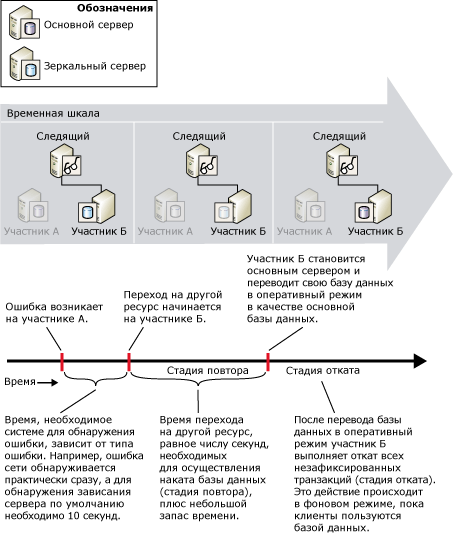 Обозначения
Основной сервер
Зеркальный сервер
Временная шкала
Следящий
Участник А
Участник Б
Следящий
Участник А
Участник Б
Следящий
Участник А
Участник Б
Ошибка возникает
на участнике А.
Переход на другой
ресурс начинается
на участнике Б.
Участник Б становится
основным сервером и
переводит свою базу данных
в оперативный режим
в качестве основной
базы данных.
Время
Стадия повтора
Стадия отката
Время, необходимое
системе для обнаружения
ошибки, зависит от типа
ошибки. Например, ошибка
сети обнаруживается
практически сразу, а для
обнаружения зависания
сервера по умолчанию
необходимо 10 секунд.
Время перехода
на другой ресурс,
равное числу секунд,
необходимых
для осуществления
наката базы данных
(стадия повтора),
плюс небольшой
запас времени.
После перевода базы
данных в оперативный
режим участник Б
выполняет откат всех
незафиксированных
транзакций (стадия отката).
Это действие происходит
в фоновом режиме, пока
клиенты пользуются
базой данных.